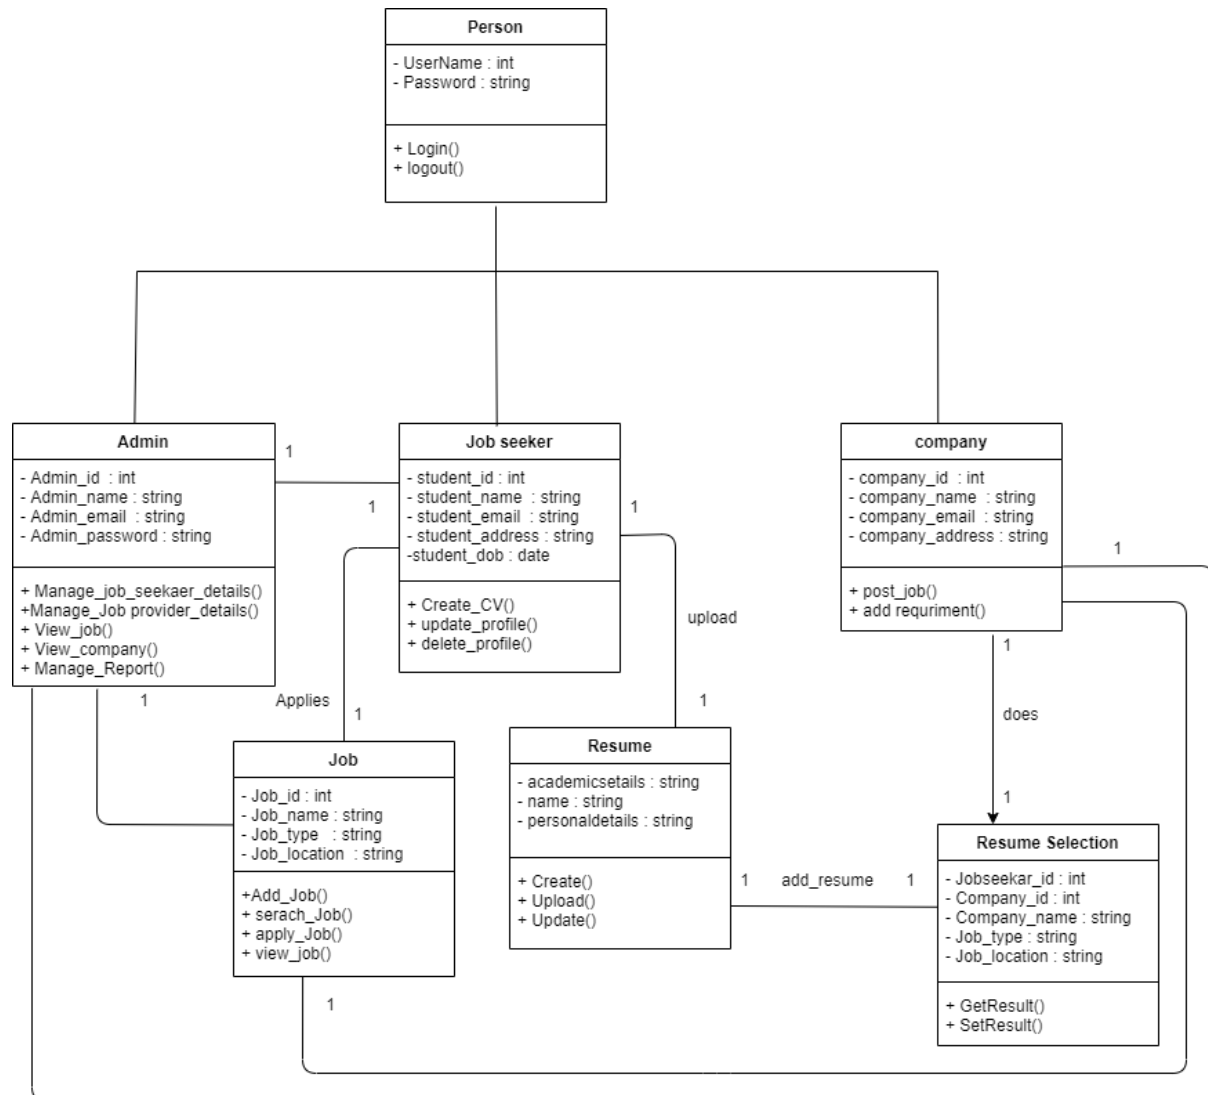 Person
- UserName : int
- Password : string
+ Login()
+ logout()
Admin
- Admin_id  : int
- Admin_name : string
- Admin_email  : string
- Admin_password : string
+ Manage_job_seekaer_details()
+Manage_Job provider_details()
+ View_job()
+ View_company()
+ Manage_Report()
1
1
Job seeker
- student_id : int
- student_name  : string
- student_email  : string
- student_address : string
-student_dob : date
+ Create_CV()
+ update_profile()
+ delete_profile()
1
company
- company_id  : int
- company_name  : string
- company_email  : string
- company_address : string
+ post_job()
+ add requriment()
1
upload
1
does
1
Applies
1
1
1
Job
- Job_id : int
- Job_name : string
- Job_type   : string
- Job_location  : string
+Add_Job()
+ serach_Job()
+ apply_Job()
+ view_job()
1
Resume
- academicsetails : string
- name : string
- personaldetails : string
+ Create()
+ Upload()
+ Update()
1
add_resume
1
1
Resume Selection
- Jobseekar_id : int
- Company_id : int
- Company_name : string
- Job_type : string
- Job_location : string
+ GetResult()
+ SetResult()